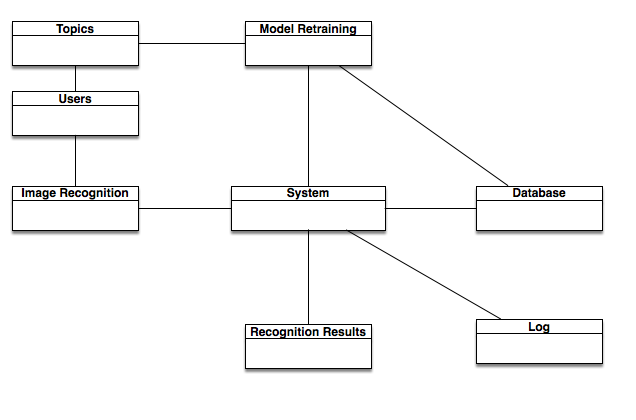 Topics
Model Retraining
Users
Image Recognition
System
Database
Recognition Results
Log